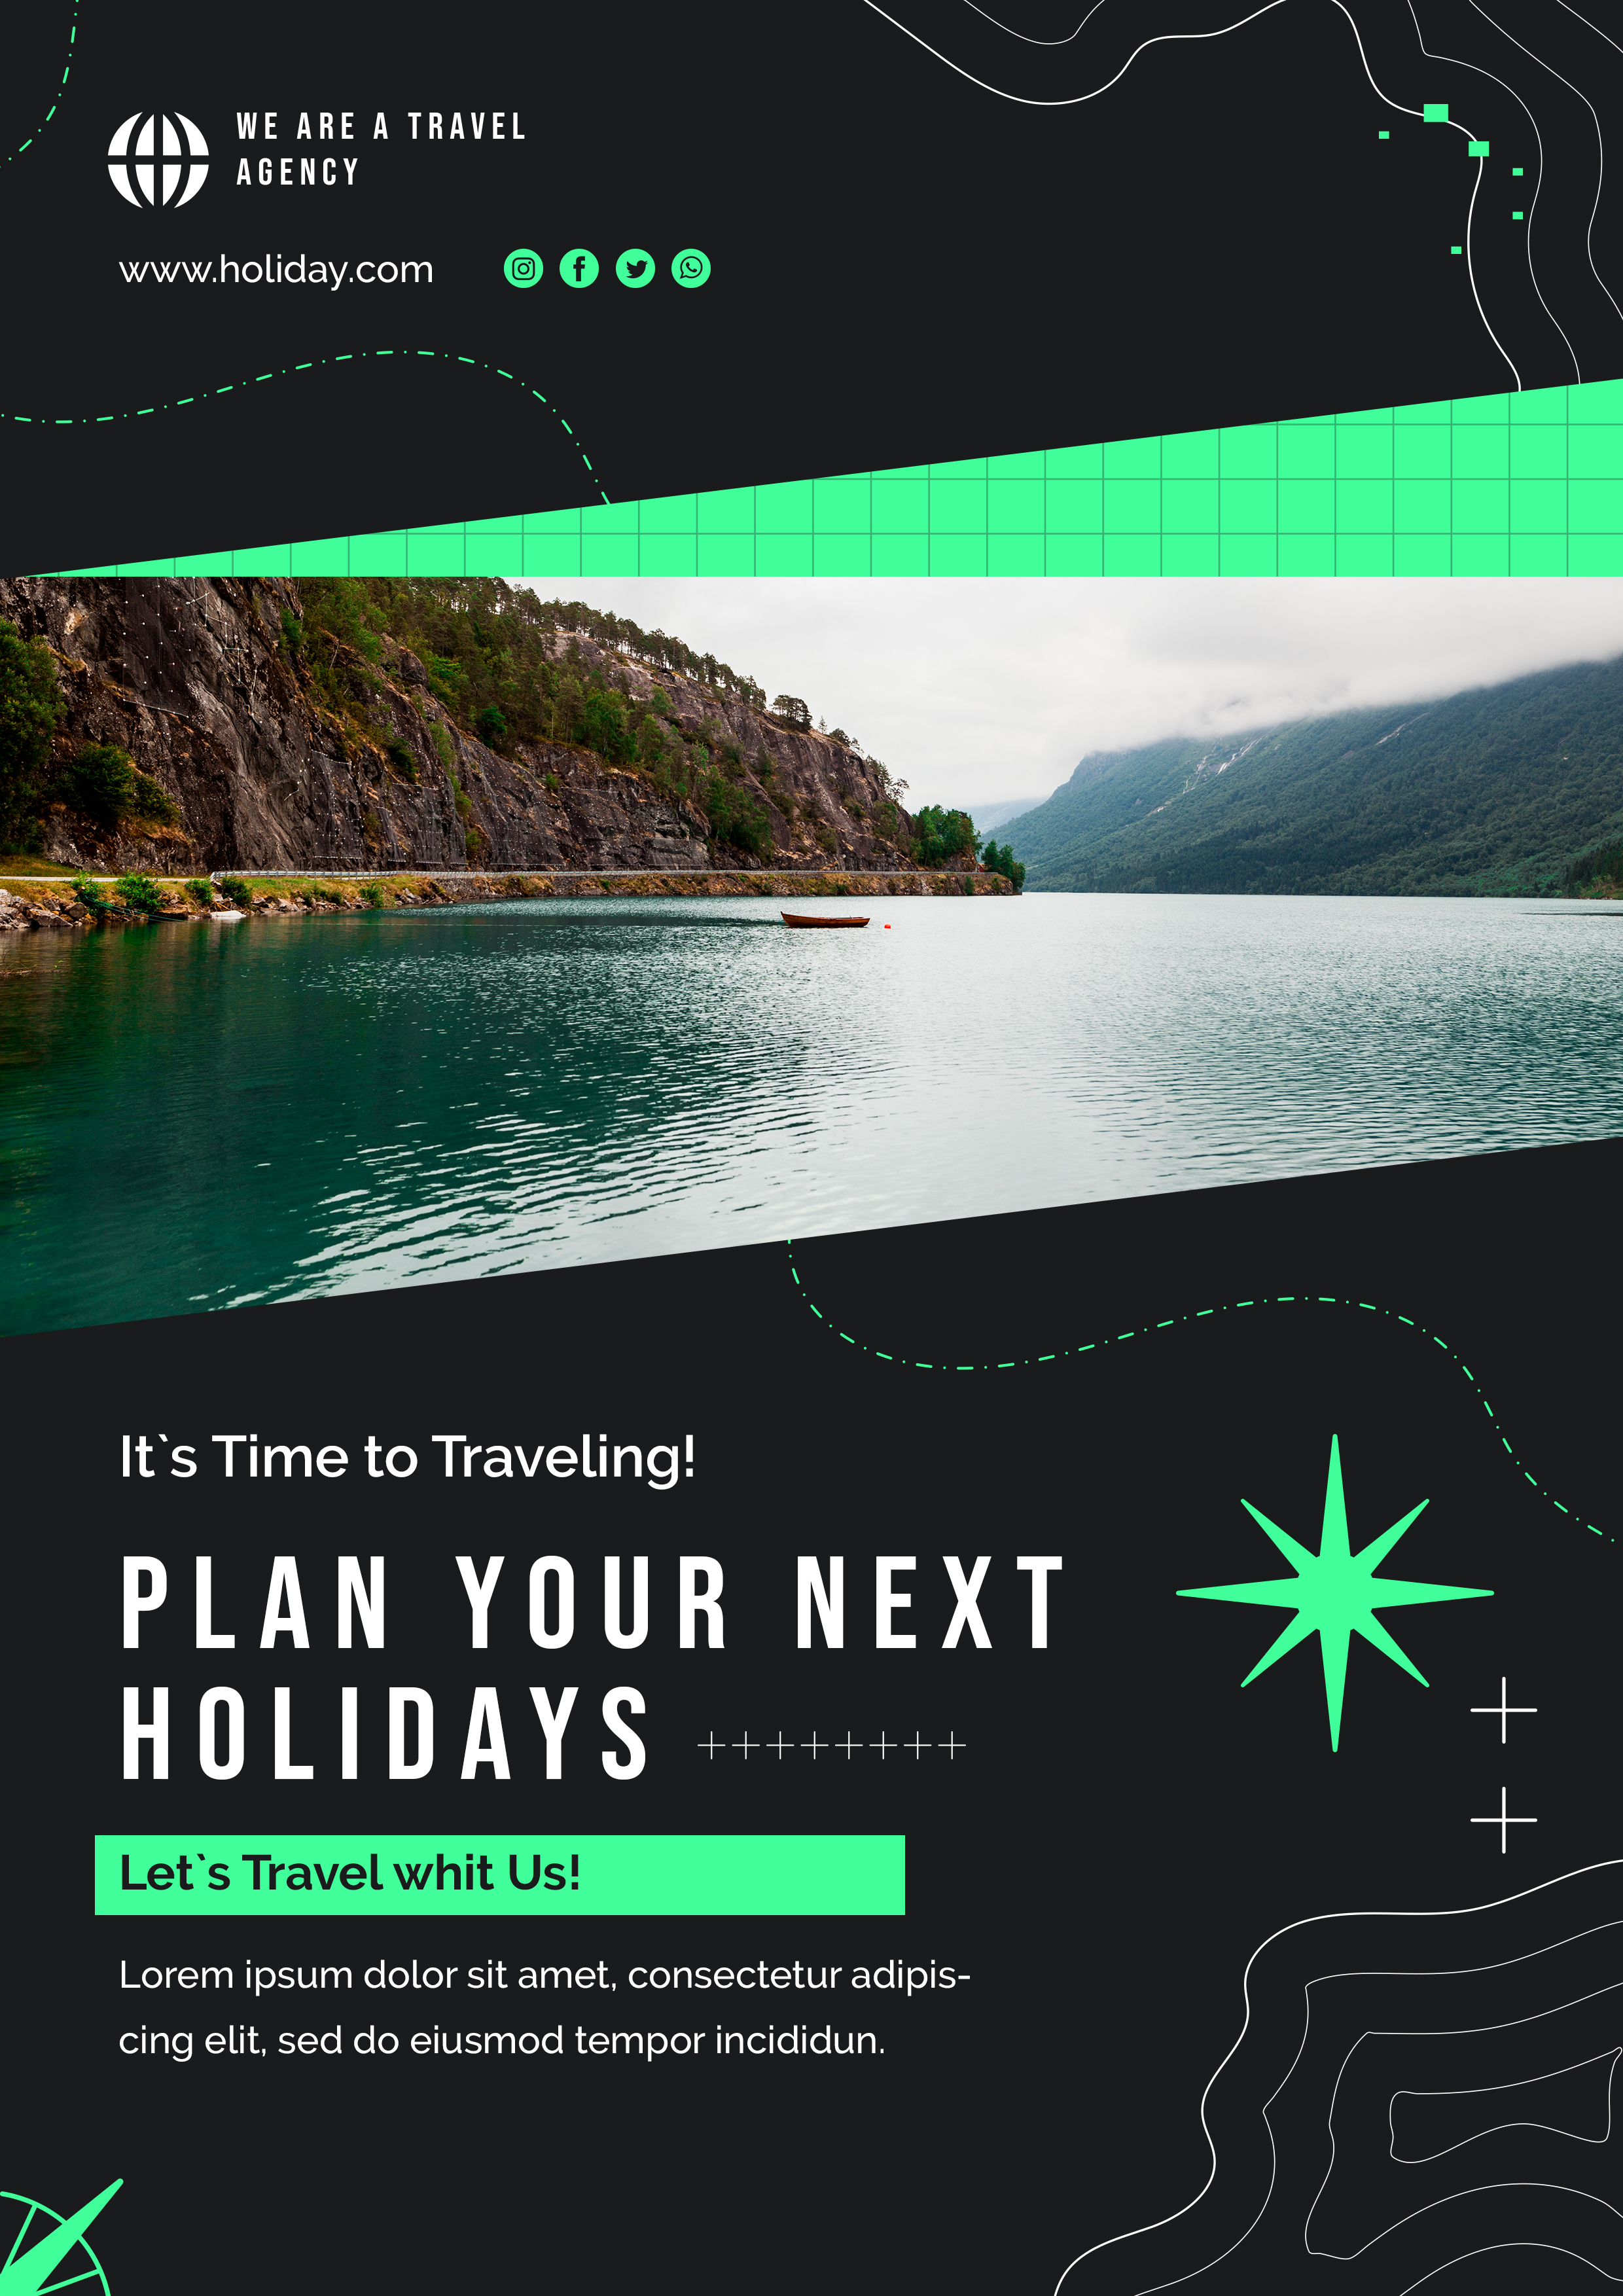 WE ARE A TRAVEL
AGENCY
www.holiday.com
It`s Time to Traveling!
PLAN YOUR NEXT
HOLIDAYS
Let`s Travel whit Us!
Lorem ipsum dolor sit amet, consectetur adipis-
cing elit, sed do eiusmod tempor incididun.